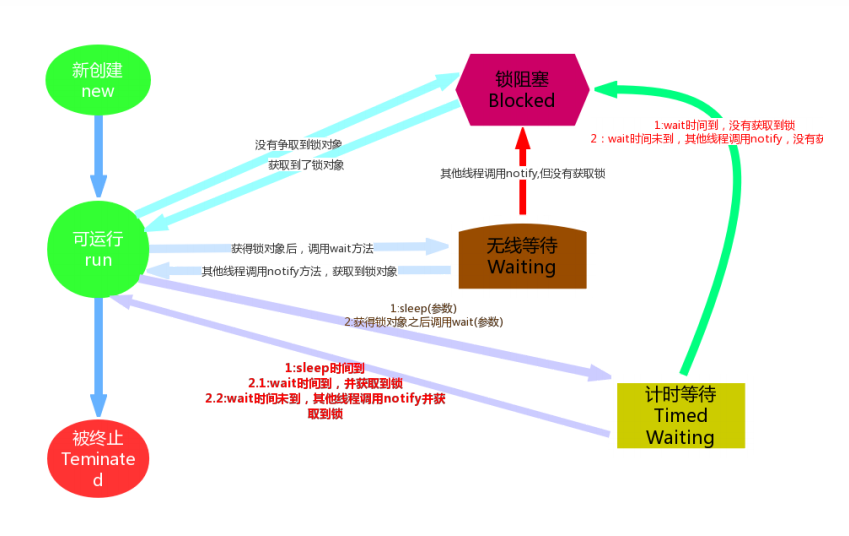 新创建
new
锁阻塞
Blocked
1:wait时间到，没有获取到锁
2：wait时间未到，其他线程调用notify，没有
没有争取到锁对象
获取到了锁对象
其他线程调用notify,但没有获取锁
可运行
run
获得锁对象后，调用wait方法
其他线程调用notify方法，获取到锁对象
无线等待
Waiting
1:sleep(参数)
2:获得锁对象之后调用wait(参数)
1:sleep时间到
2.1:wait时间到，并获取到锁
2.2:wait时间未到，其他线程调用notify并获
取到锁
计时等待
Timed
Waiting
被终止
Teminate
d